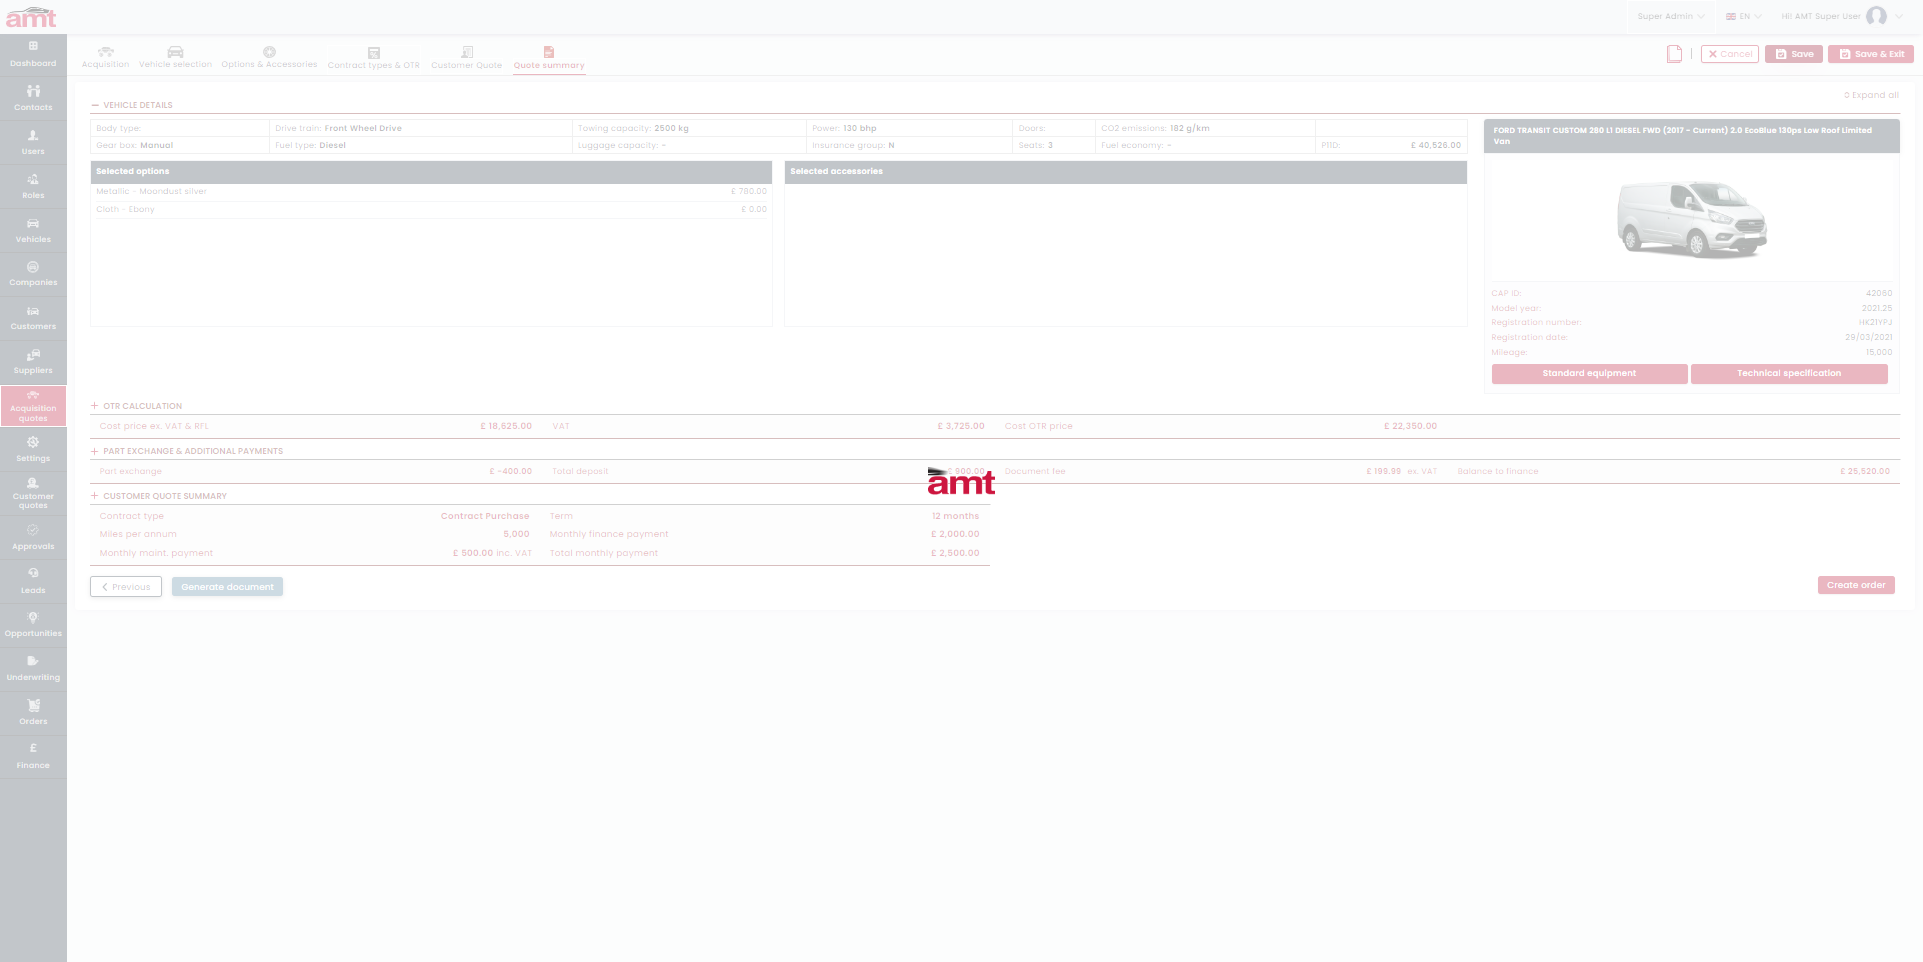 amt
Super Admin
EN
Hi! AMT Super User
Dashboard
Contacts
Users
Roles
Vehicles
Companies
Customers
Suppliers
Acquisition
quotes
Settings
Customer
quotes
Approvals
Leads
Opportunities
Underwriting
Orders
£
Finance
Acquisition
Vehicle selection
Options & Accessories
Contract types & OTR
Customer Quote
Quote summary
Cancel
Save
Save & Exit
Expand all
VEHICLE DETAILS
Body type: Drive train: Front Wheel Drive Towing capacity: 2500 kg Power: 130 bhp Doors: CO2 emissions: 182 g/km
Gear box: Manual Fuel type: Diesel Luggage capacity: - Insurance group: N Seats: 3 Fuel economy: - P11D: £ 40,526.00
Selected options
Metallic - Moondust silver £ 780.00
Cloth - Ebony £ 0.00
Selected accessories
FORD TRANSIT CUSTOM 280 L1 DIESEL FWD (2017 - Current) 2.0 EcoBlue 130ps Low Roof Limited
Van
CAP ID: 42060
Model year: 2021.25
Registration number: HK21YPJ
Registration date: 29/03/2021
Mileage: 15,000
Standard equipment
Technical specification
OTR CALCULATION
Cost price ex. VAT & RFL £ 18,625.00 VAT £ 3,725.00 Cost OTR price £ 22,350.00
PART EXCHANGE & ADDITIONAL PAYMENTS
Part exchange £ -400.00 Total deposit £ 900.00 Document fee £ 199.99 ex. VAT Balance to finance £ 25,520.00
amt
CUSTOMER QUOTE SUMMARY
Contract type Contract Purchase Term 12 months
Miles per annum 5,000 Monthly finance payment £ 2,000.00
Monthly maint. payment £ 500.00 inc. VAT Total monthly payment £ 2,500.00
Previous
Generate document
Create order